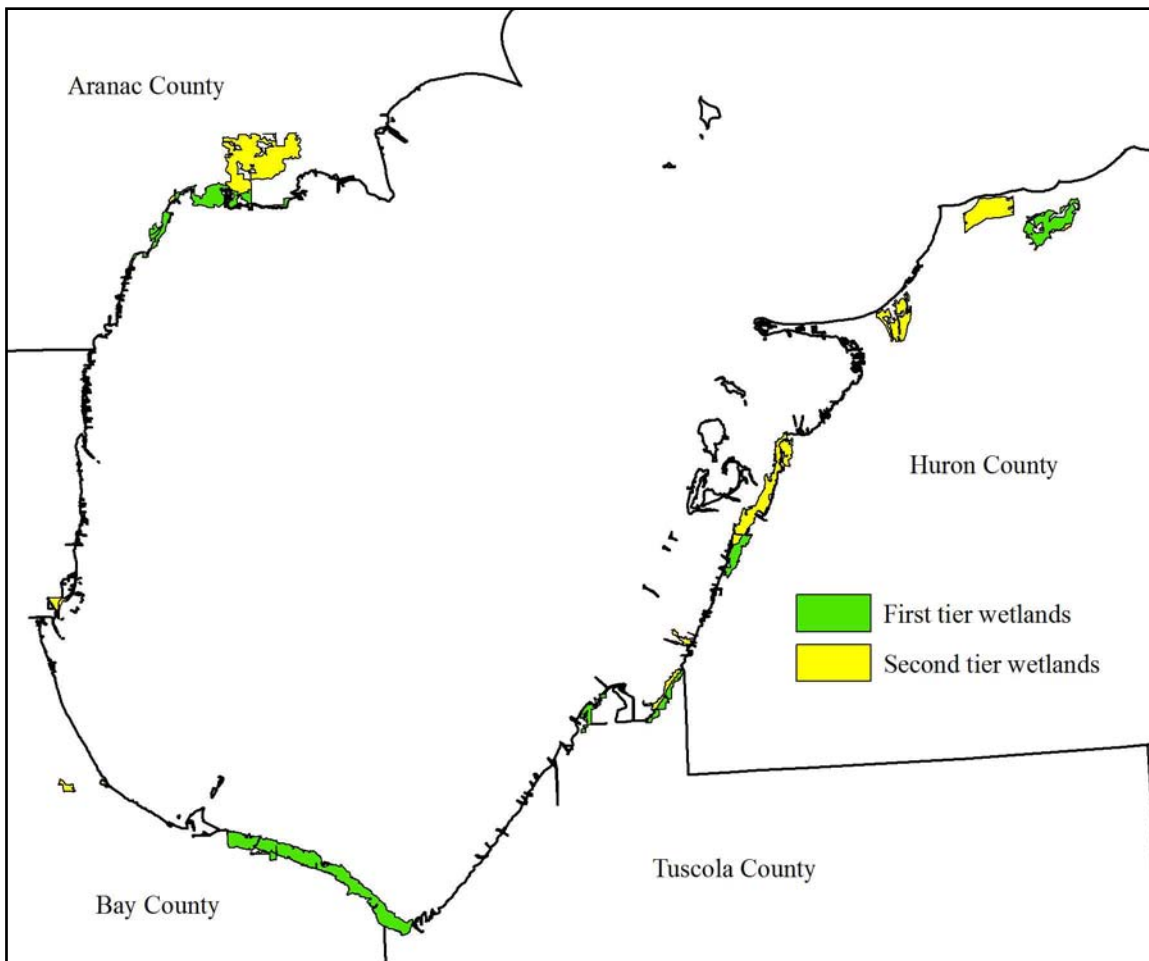 Aranac County
Huron County
First tier wetlands
Second tier wetlands
Tuscola County
Bay County